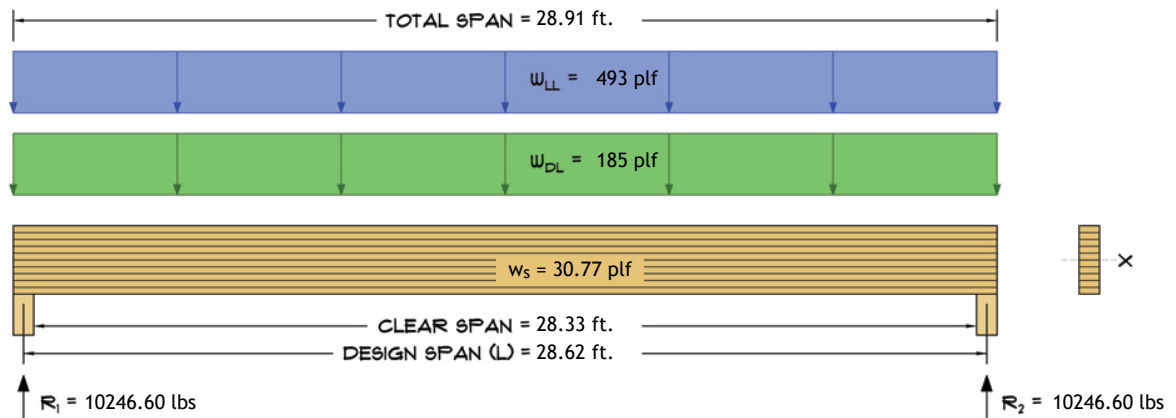 TOTAL SPAN = 28.91 ft.
WLL = 493 plf
WDL = 185 plf
ws = 30.77 plf
X
CLEAR SPAN = 28.33 ft.
DESIGN SPAN (L) = 28.62 ft.
R1 = 10246.60 lbs
R2 = 10246.60 lbs